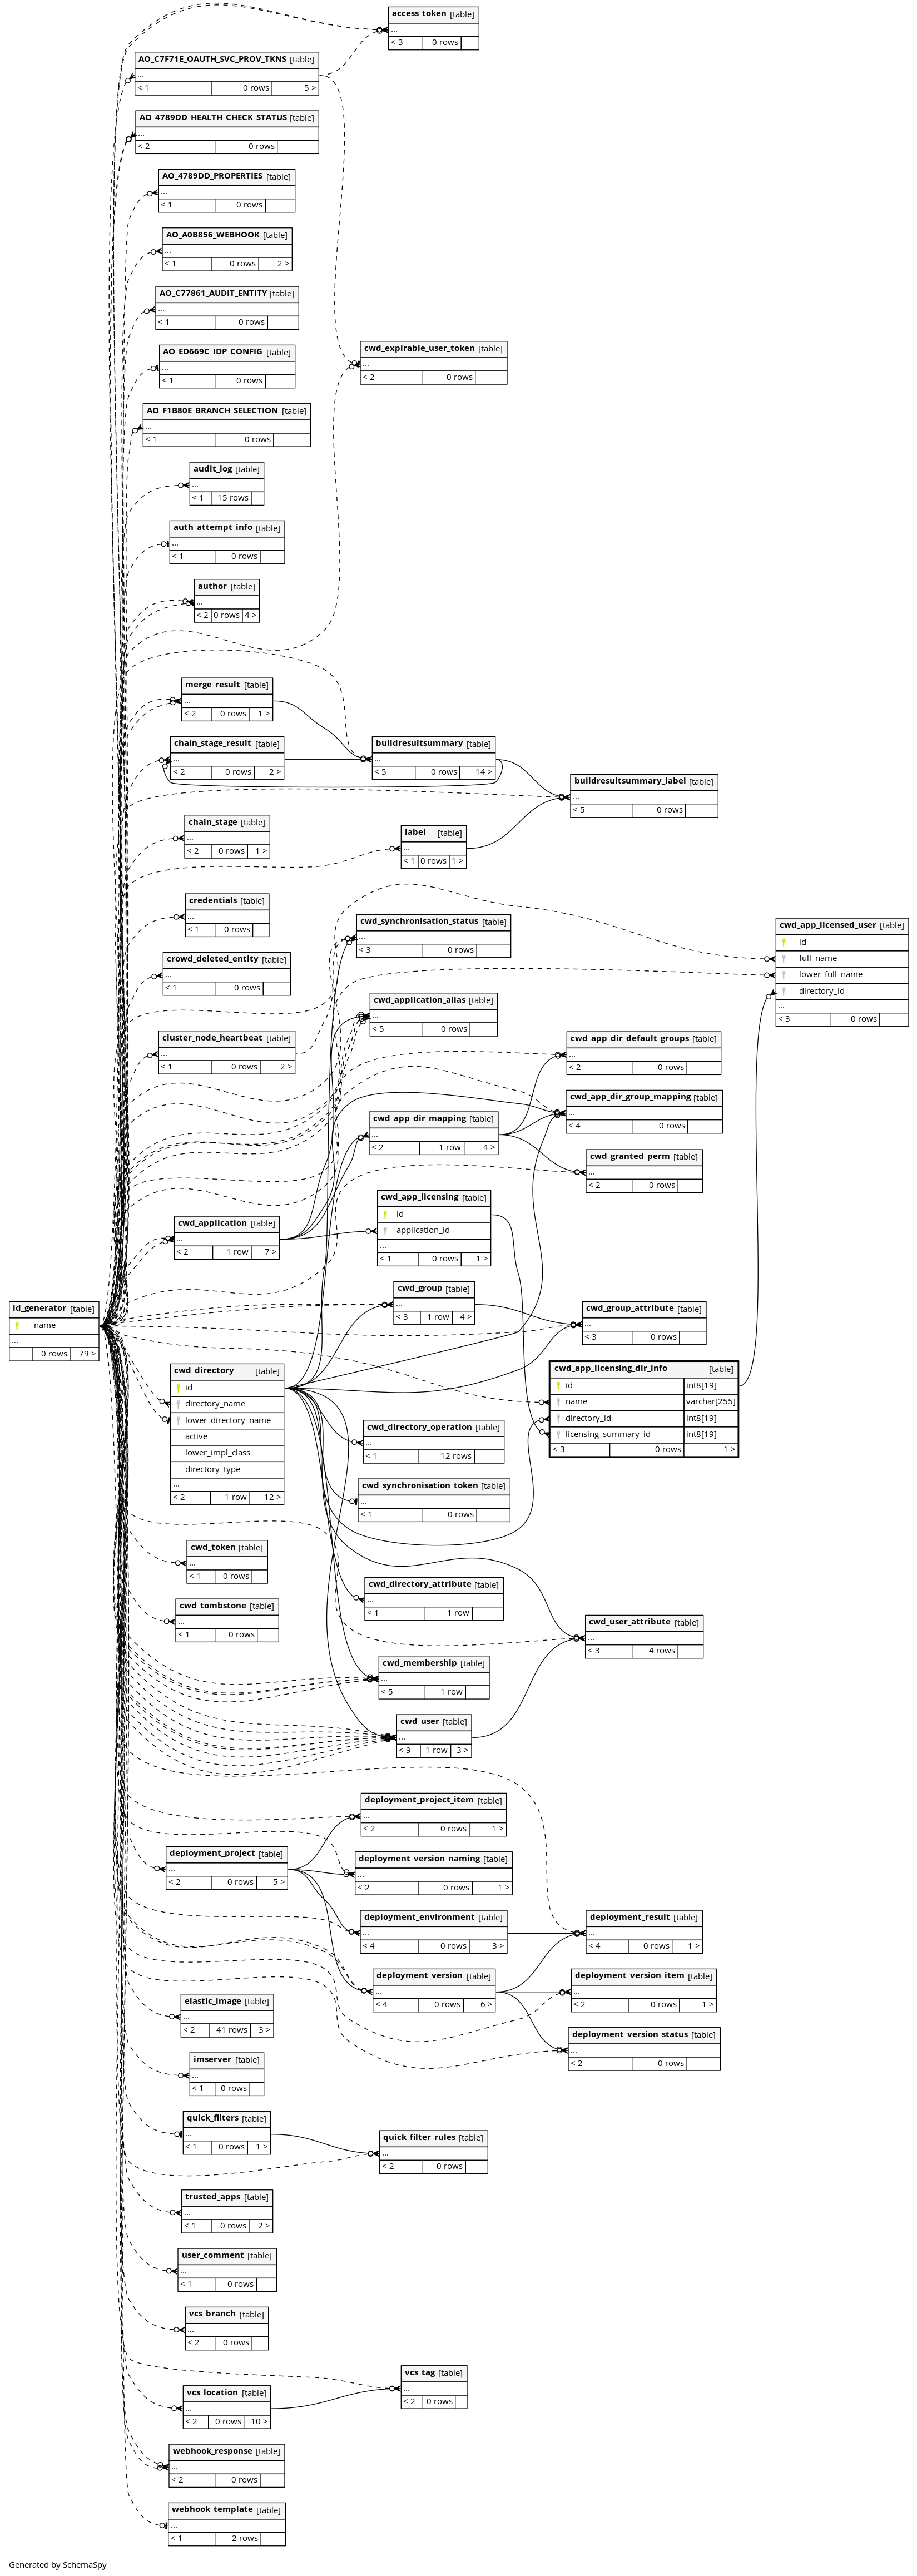 access_token [table]
...
< 3 0 rows
AO_C7F71E_OAUTH_SVC_PROV_TKNS [table]
...
< 1 0 rows 5 >
AO_4789DD_HEALTH_CHECK_STATUS [table]
...
< 2 0 rows
AO_4789DD_PROPERTIES [table]
...
< 1 0 rows
AO_A0B856_WEBHOOK [table]
...
< 1 0 rows 2 >
AO_C77861_AUDIT_ENTITY [table]
...
< 1 0 rows
AO_ED669C_IDP_CONFIG [table]
...
< 1 0 rows
cwd_expirable_user_token [table]
...
< 2 0 rows
AO_F1B80E_BRANCH_SELECTION [table]
...
< 1 0 rows
audit_log [table]
...
< 1 15 rows
auth_attempt_info [table]
...
< 1 0 rows
author [table]
...
< 2 0 rows 4 >
merge_result [table]
...
< 2 0 rows 1 >
chain_stage_result [table]
...
< 2 0 rows 2 >
buildresultsummary [table]
...
< 5 0 rows 14 >
buildresultsummary_label [table]
...
< 5 0 rows
chain_stage [table]
...
< 2 0 rows 1 >
label [table]
...
< 1 0 rows 1 >
credentials [table]
...
< 1 0 rows
cwd_synchronisation_status [table]
...
< 3 0 rows
cwd_app_licensed_user [table]
id
full_name
lower_full_name
directory_id
...
< 3 0 rows
crowd_deleted_entity [table]
...
< 1 0 rows
cwd_application_alias [table]
...
< 5 0 rows
cluster_node_heartbeat [table]
...
< 1 0 rows 2 >
cwd_app_dir_default_groups [table]
...
< 2 0 rows
cwd_app_dir_group_mapping [table]
...
< 4 0 rows
cwd_app_dir_mapping [table]
...
< 2 1 row 4 >
cwd_granted_perm [table]
...
< 2 0 rows
cwd_app_licensing [table]
id
application_id
...
< 1 0 rows 1 >
cwd_application [table]
...
< 2 1 row 7 >
cwd_group [table]
...
< 3 1 row 4 >
id_generator [table]
name
...
0 rows 79 >
cwd_group_attribute [table]
...
< 3 0 rows
cwd_app_licensing_dir_info [table]
id int8[19]
name varchar[255]
directory_id int8[19]
licensing_summary_id int8[19]
< 3 0 rows 1 >
cwd_directory [table]
id
directory_name
lower_directory_name
active
lower_impl_class
directory_type
...
< 2 1 row 12 >
cwd_directory_operation [table]
...
< 1 12 rows
cwd_synchronisation_token [table]
...
< 1 0 rows
cwd_token [table]
...
< 1 0 rows
cwd_directory_attribute [table]
...
< 1 1 row
cwd_tombstone [table]
...
< 1 0 rows
cwd_user_attribute [table]
...
< 3 4 rows
cwd_membership [table]
...
< 5 1 row
cwd_user [table]
...
< 9 1 row 3 >
deployment_project_item [table]
...
< 2 0 rows 1 >
deployment_project [table]
...
< 2 0 rows 5 >
deployment_version_naming [table]
...
< 2 0 rows 1 >
deployment_environment [table]
...
< 4 0 rows 3 >
deployment_result [table]
...
< 4 0 rows 1 >
deployment_version [table]
...
< 4 0 rows 6 >
deployment_version_item [table]
...
< 2 0 rows 1 >
elastic_image [table]
...
< 2 41 rows 3 >
deployment_version_status [table]
...
< 2 0 rows
imserver [table]
...
< 1 0 rows
quick_filters [table]
...
< 1 0 rows 1 >
quick_filter_rules [table]
...
< 2 0 rows
trusted_apps [table]
...
< 1 0 rows 2 >
user_comment [table]
...
< 1 0 rows
vcs_branch [table]
...
< 2 0 rows
vcs_tag [table]
...
< 2 0 rows
vcs_location [table]
...
< 2 0 rows 10 >
webhook_response [table]
...
< 2 0 rows
webhook_template [table]
...
< 1 2 rows
Generated by SchemaSpy